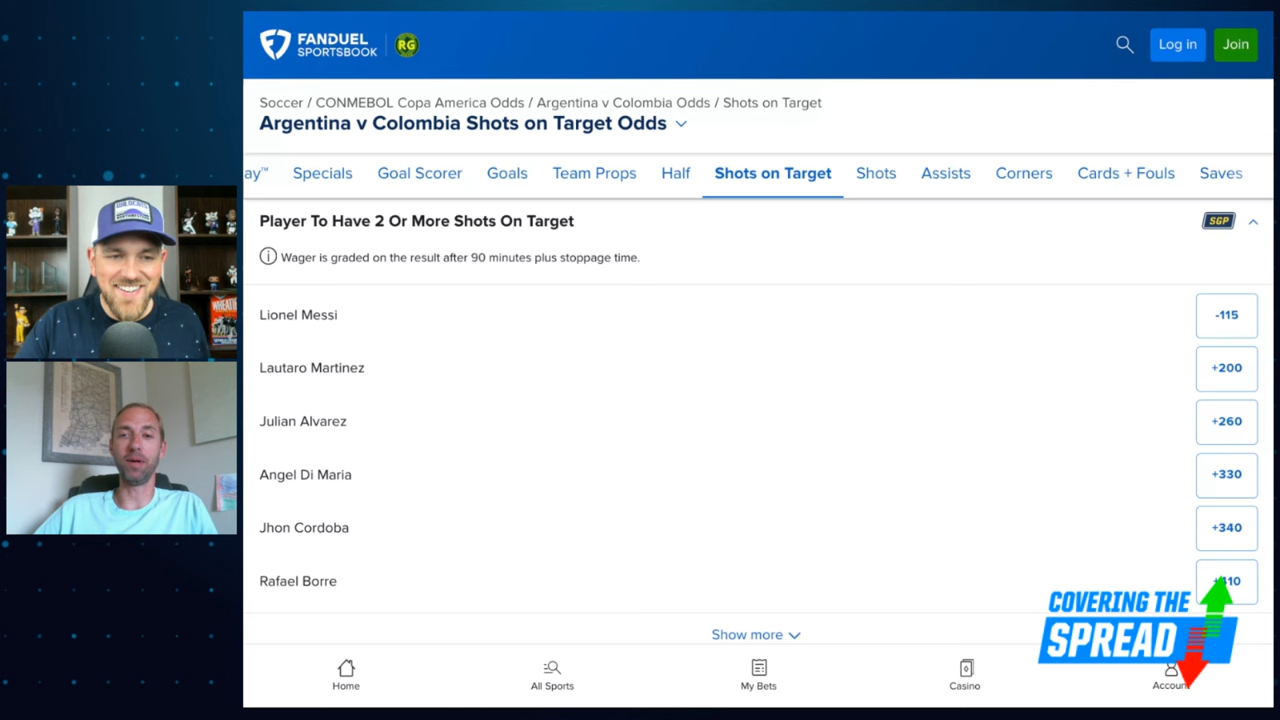 FANDUEL
SPORTSBOOK
RG
Log in
Join
Soccer / CONMEBOL Copa America Odds / Argentina v Colombia Odds / Shots on Target
Argentina v Colombia Shots on Target Odds
ay™ Specials Goal Scorer Goals Team Props Half Shots on Target Shots Assists Corners Cards + Fouls Saves
Player To Have 2 Or More Shots On Target
SGP
Wager is graded on the result after 90 minutes plus stoppage time.
Lionel Messi -115
Lautaro Martinez +200
Julian Alvarez +260
Angel Di Maria +330
Jhon Cordoba +340
Rafael Borre
Show more
COVERING THE
SPREAD
Home All Sports My Bets Casino Accoun
WILDCATS
WHEATIES